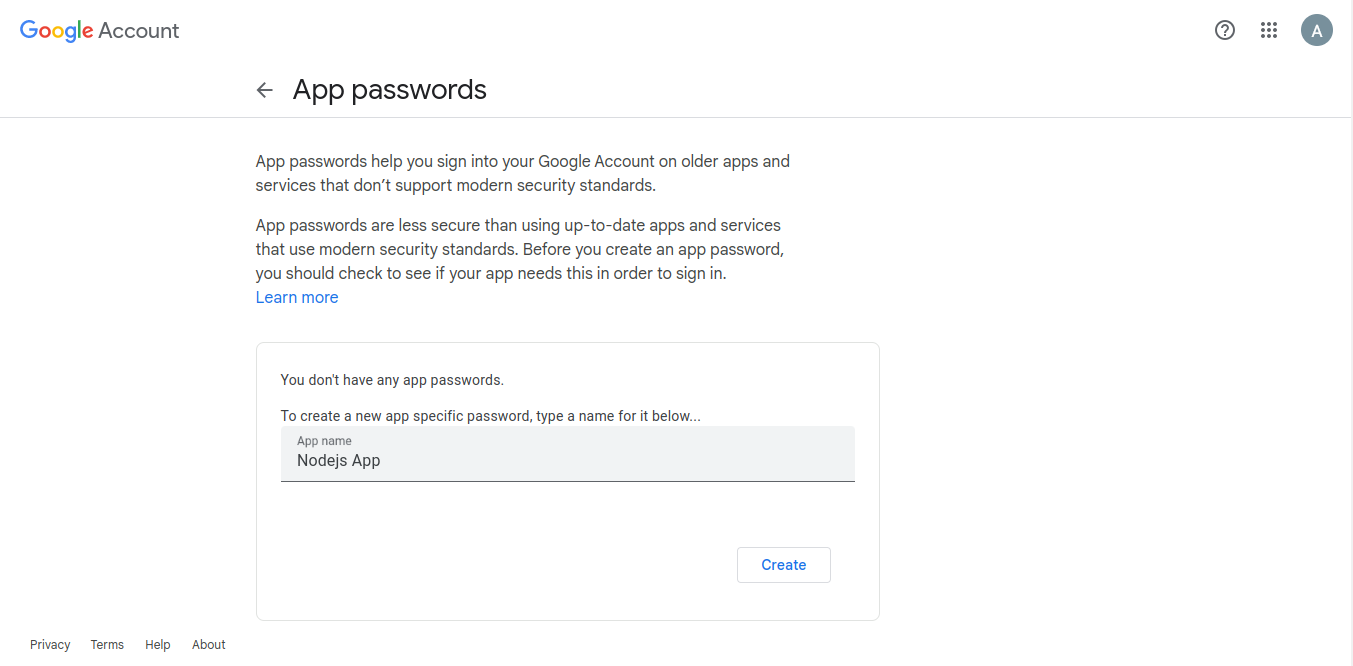 Google Account
A
App passwords
App passwords help you sign into your Google Account on older apps and
services that don’t support modern security standards.
App passwords are less secure than using up-to-date apps and services
that use modern security standards. Before you create an app password,
you should check to see if your app needs this in order to sign in.
Learn more
You don't have any app passwords.
To create a new app specific password, type a name for it below...
App name
Nodejs App
Create
Privacy Terms Help About